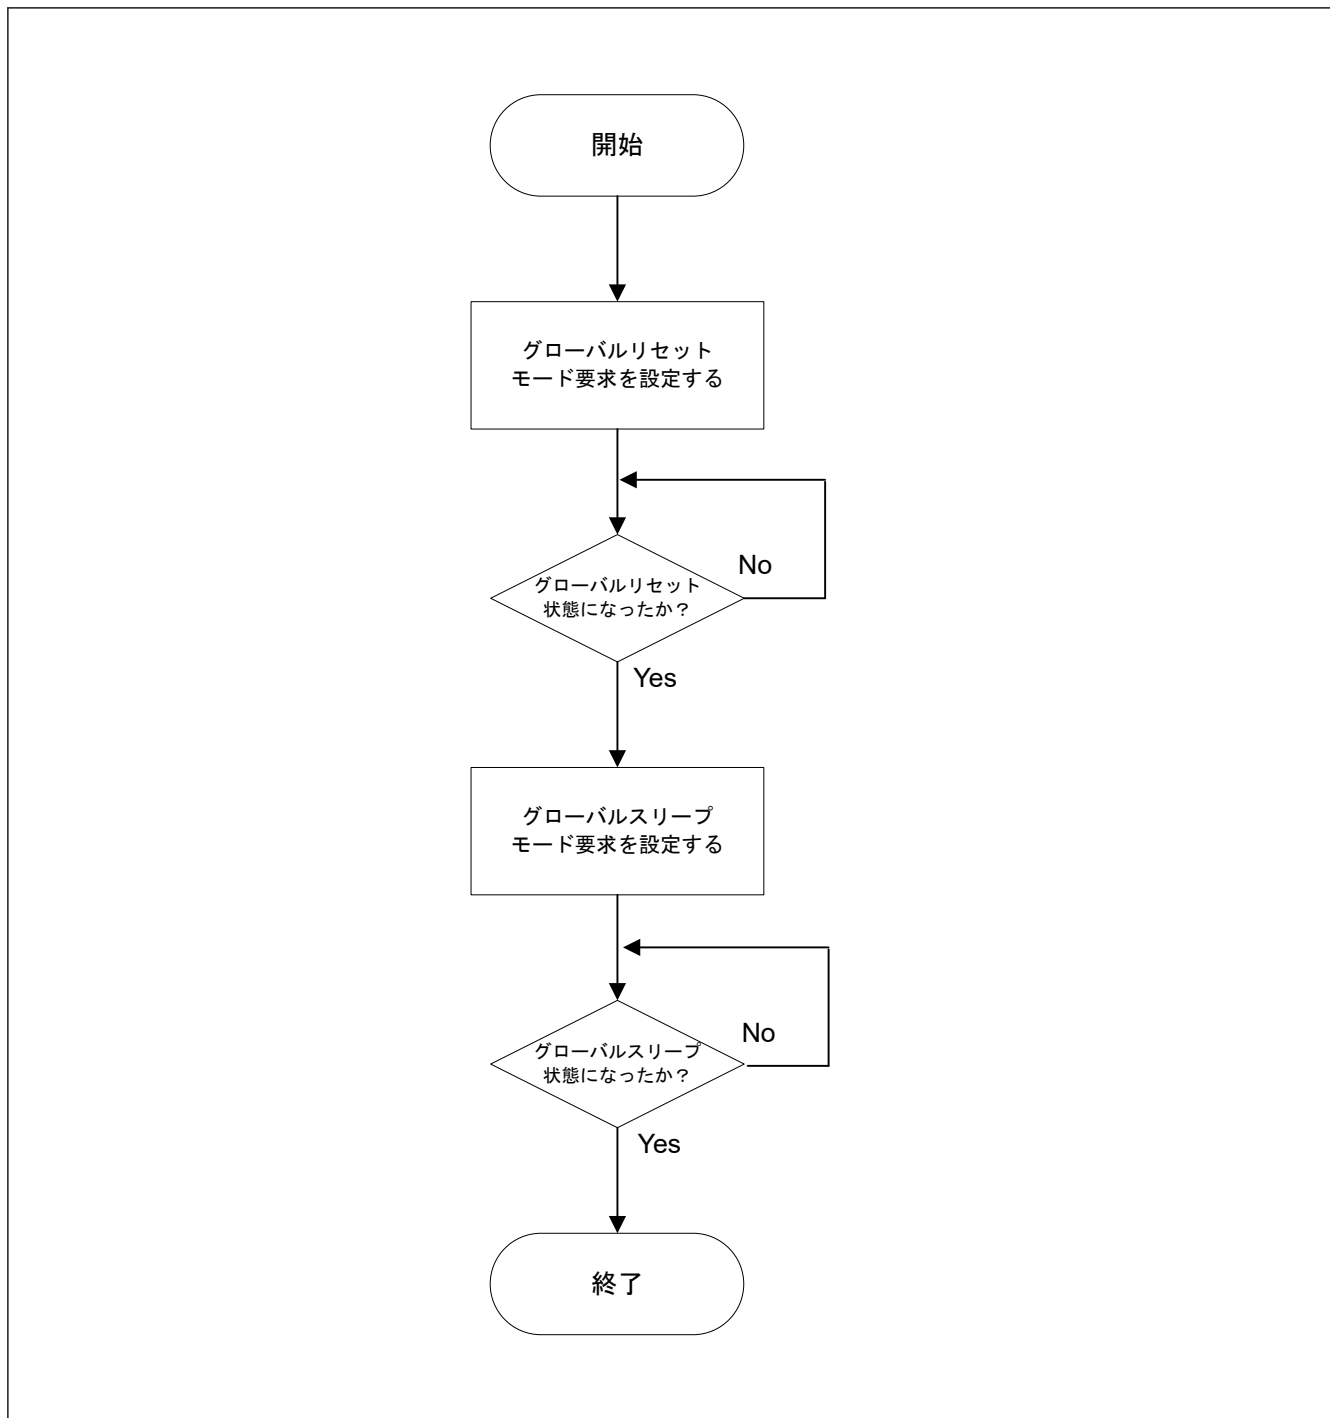 開始
グローバルリセット
モード要求を設定する
No
グローバルリセット
状態になったか？
Yes
グローバルスリープ
モード要求を設定する
No
グローバルスリープ
状態になったか？
Yes
終了